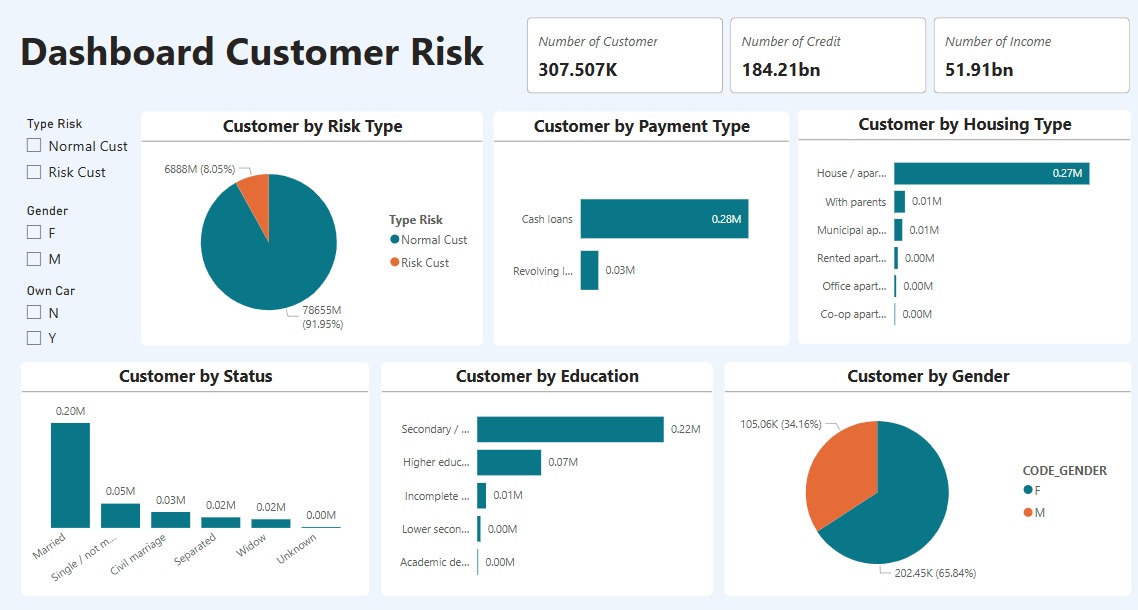 Dashboard Customer Risk
Number of Customer
307.507K
Number of Credit
184.21bn
Number of Income
51.91bn
Type Risk
Normal Cust
Risk Cust
Gender
F
M
Own Car
N
Y
Customer by Risk Type
6888M (8.05%)
78655M
(91.95%)
Type Risk
Normal Cust
Risk Cust
Customer by Payment Type
Cash loans
0.28M
Revolving l...
0.03M
Customer by Housing Type
House / apar...
0.27M
With parents
0.01M
Municipal ap...
0.01M
Rented apart...
0.00M
Office apart...
0.00M
Co-op apart...
0.00M
Customer by Status
0.20M
0.05M
0.03M
0.02M
0.02M
0.00M
Married
Single / not m...
Civil marriage
Separated
Widow
Unknown
Customer by Education
Secondary / ...
0.22M
Higher educ...
0.07M
Incomplete ...
0.01M
Lower secon...
0.00M
Academic de...
0.00M
Customer by Gender
105.06K (34.16%)
202.45K (65.84%)
CODE_GENDER
F
M